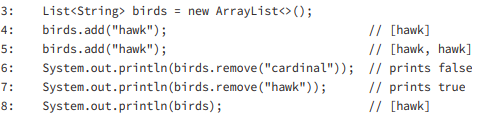 3: List<String> birds = new ArrayList<>();
4: birds.add("hawk"); // [hawk]
5: birds.add("hawk"); // [hawk, hawk]
6: System.out.println(birds.remove("cardinal")); // prints false
7: System.out.println(birds.remove("hawk")); // prints true
8: System.out.println(birds); // [hawk]